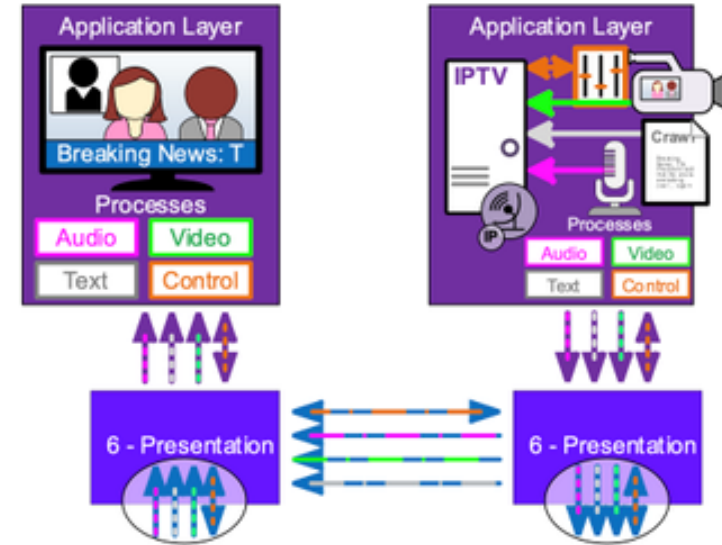 Application Layer
Breaking News: T
Processes
Audio
Video
Text
Control
Application Layer
IPTV
Crawl
IP
Processes
Audio
Video
Text
Control
6 - Presentation
6 - Presentation